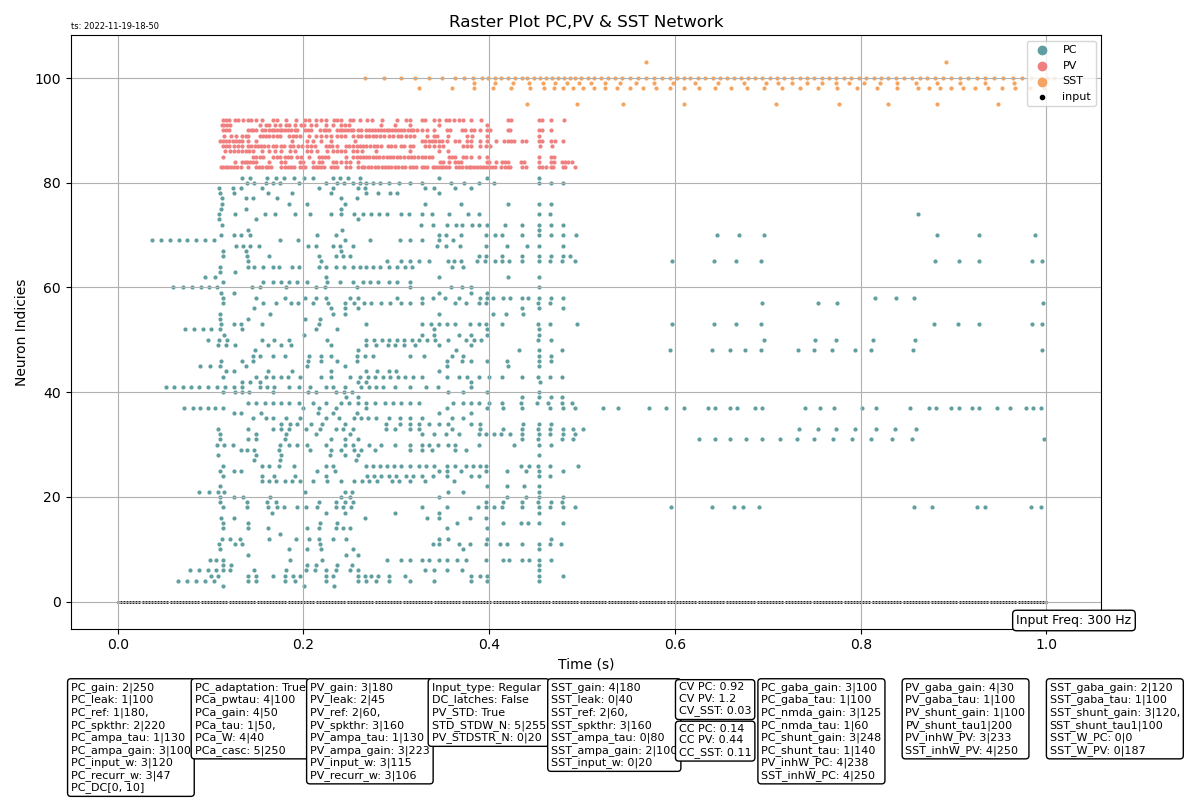 ts: 2022-11-19-18-50
Raster Plot PC,PV & SST Network
PC
PV
SST
input
100
80
60
40
20
0
Neuron Indicies
0.0
0.2
0.4
0.6
0.8
1.0
Time (s)
Input Freq: 300 Hz
PC_gain: 2|250
PC_leak: 1|100
PC_ref: 1|180,
PC_spkthr: 2|220
PC_ampa_tau: 1|130
PC_ampa_gain: 3|100
PC_input_w: 3|120
PC_recurr_w: 3|47
PC_DC[0, 10]
PC_adaptation: True
PCa_pwtau: 4|100
PCa_gain: 4|50
PCa_tau: 1|50,
PCa_W: 4|40
PCa_casc: 5|250
PV_gain: 3|180
PV_leak: 2|45
PV_ref: 2|60,
PV_spkthr: 3|160
PV_ampa_tau: 1|130
PV_ampa_gain: 3|223
PV_input_w: 3|115
PV_recurr_w: 3|106
Input_type: Regular
DC_latches: False
PV_STD: True
STD_STDW_N: 5|255
PV_STDSTR_N: 0|20
SST_gain: 4|180
SST_leak: 0|40
SST_ref: 2|60,
SST_spkthr: 3|160
SST_ampa_tau: 0|80
SST_ampa_gain: 2|100
SST_input_w: 0|20
CV PC: 0.92
CV PV: 1.2
CV_SST: 0.03
CC PC: 0.14
CC PV: 0.44
CC_SST: 0.11
PC_gaba_gain: 3|100
PC_gaba_tau: 1|100
PC_nmda_gain: 3|125
PC_nmda_tau: 1|60
PC_shunt_gain: 3|248
PC_shunt_tau: 1|140
PV_inhW_PC: 4|238
SST_inhW_PC: 4|250
PV_gaba_gain: 4|30
PV_gaba_tau: 1|100
PV_shunt_gain: 1|100
PV_shunt_tau1|200
PV_inhW_PV: 3|233
SST_inhW_PV: 4|250
SST_gaba_gain: 2|120
SST_gaba_tau: 1|100
SST_shunt_gain: 3|120,
SST_shunt_tau1|100
SST_W_PC: 0|0
SST_W_PV: 0|187